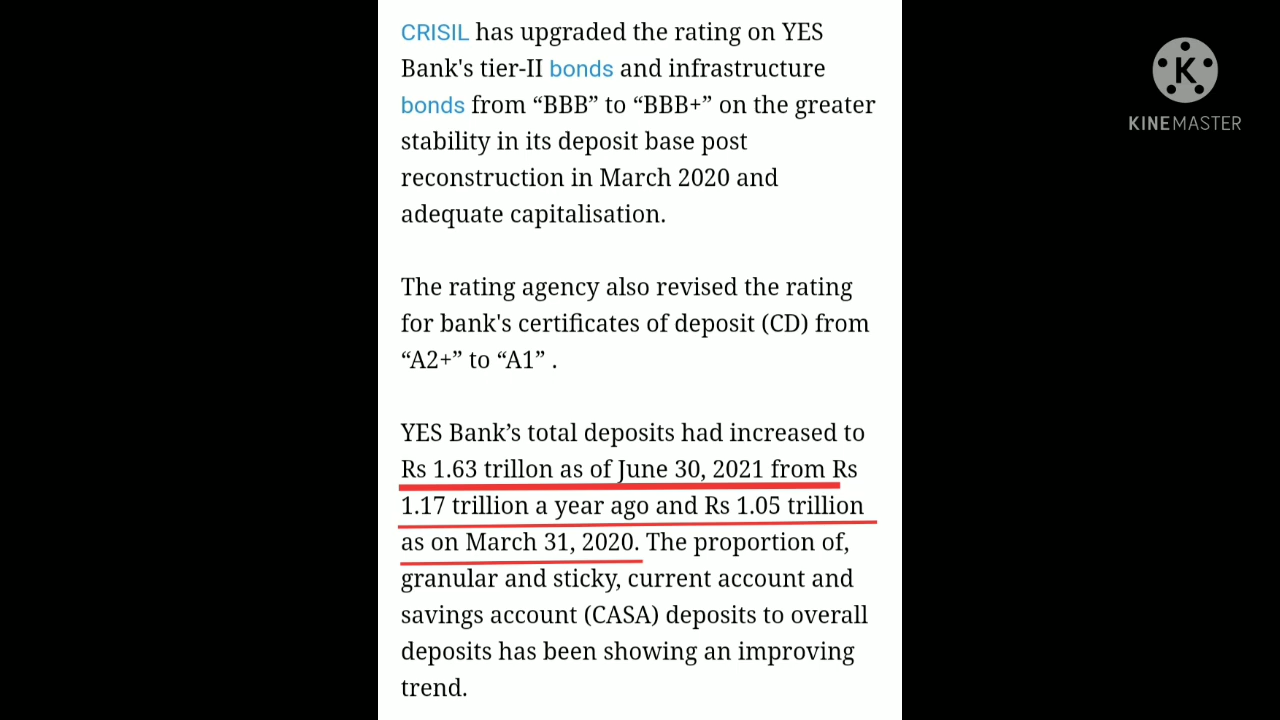 CRISIL has upgraded the rating on YES
Bank's tier-II bonds and infrastructure
bonds from “BBB” to “BBB+” on the greater
stability in its deposit base post
reconstruction in March 2020 and
adequate capitalisation.
The rating agency also revised the rating
for bank's certificates of deposit (CD) from
“A2+” to “A1” .
YES Bank’s total deposits had increased to
Rs 1.63 trillon as of June 30, 2021 from Rs
1.17 trillion a year ago and Rs 1.05 trillion
as on March 31, 2020. The proportion of,
granular and sticky, current account and
savings account (CASA) deposits to overall
deposits has been showing an improving
trend.
K
KINEMASTER